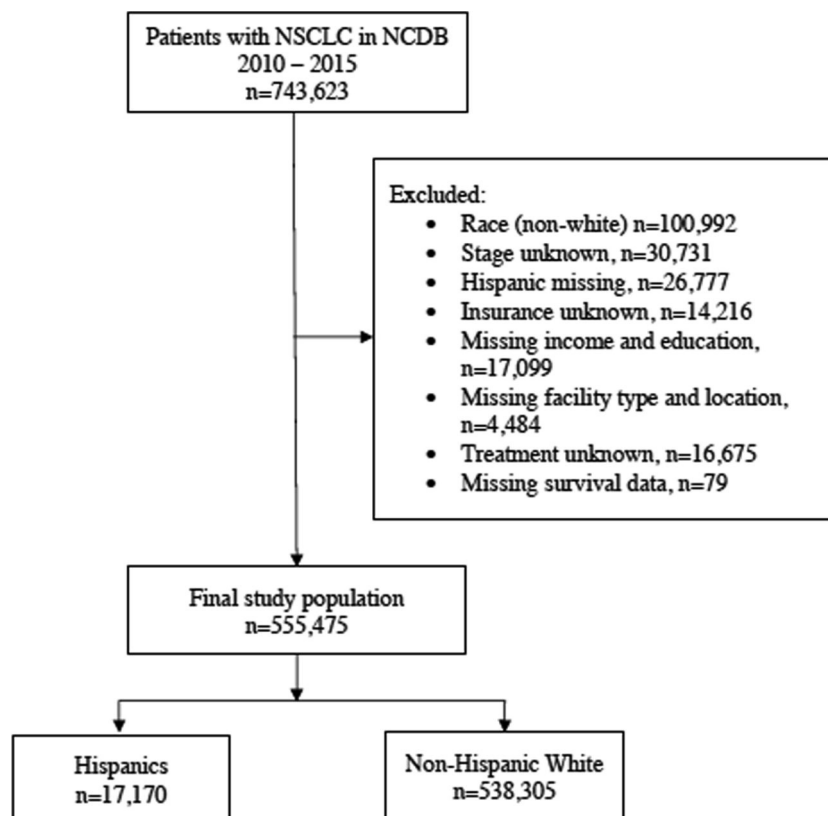 Patients with NSCLC in NCDB
2010 – 2015
n=743,623
Excluded:
• Race (non-white) n=100,992
• Stage unknown, n=30,731
• Hispanic missing, n=26,777
• Insurance unknown, n=14,216
• Missing income and education,
n=17,099
• Missing facility type and location,
n=4,484
• Treatment unknown, n=16,675
• Missing survival data, n=79
Final study population
n=555,475
Hispanics
n=17,170
Non-Hispanic White
n=538,305